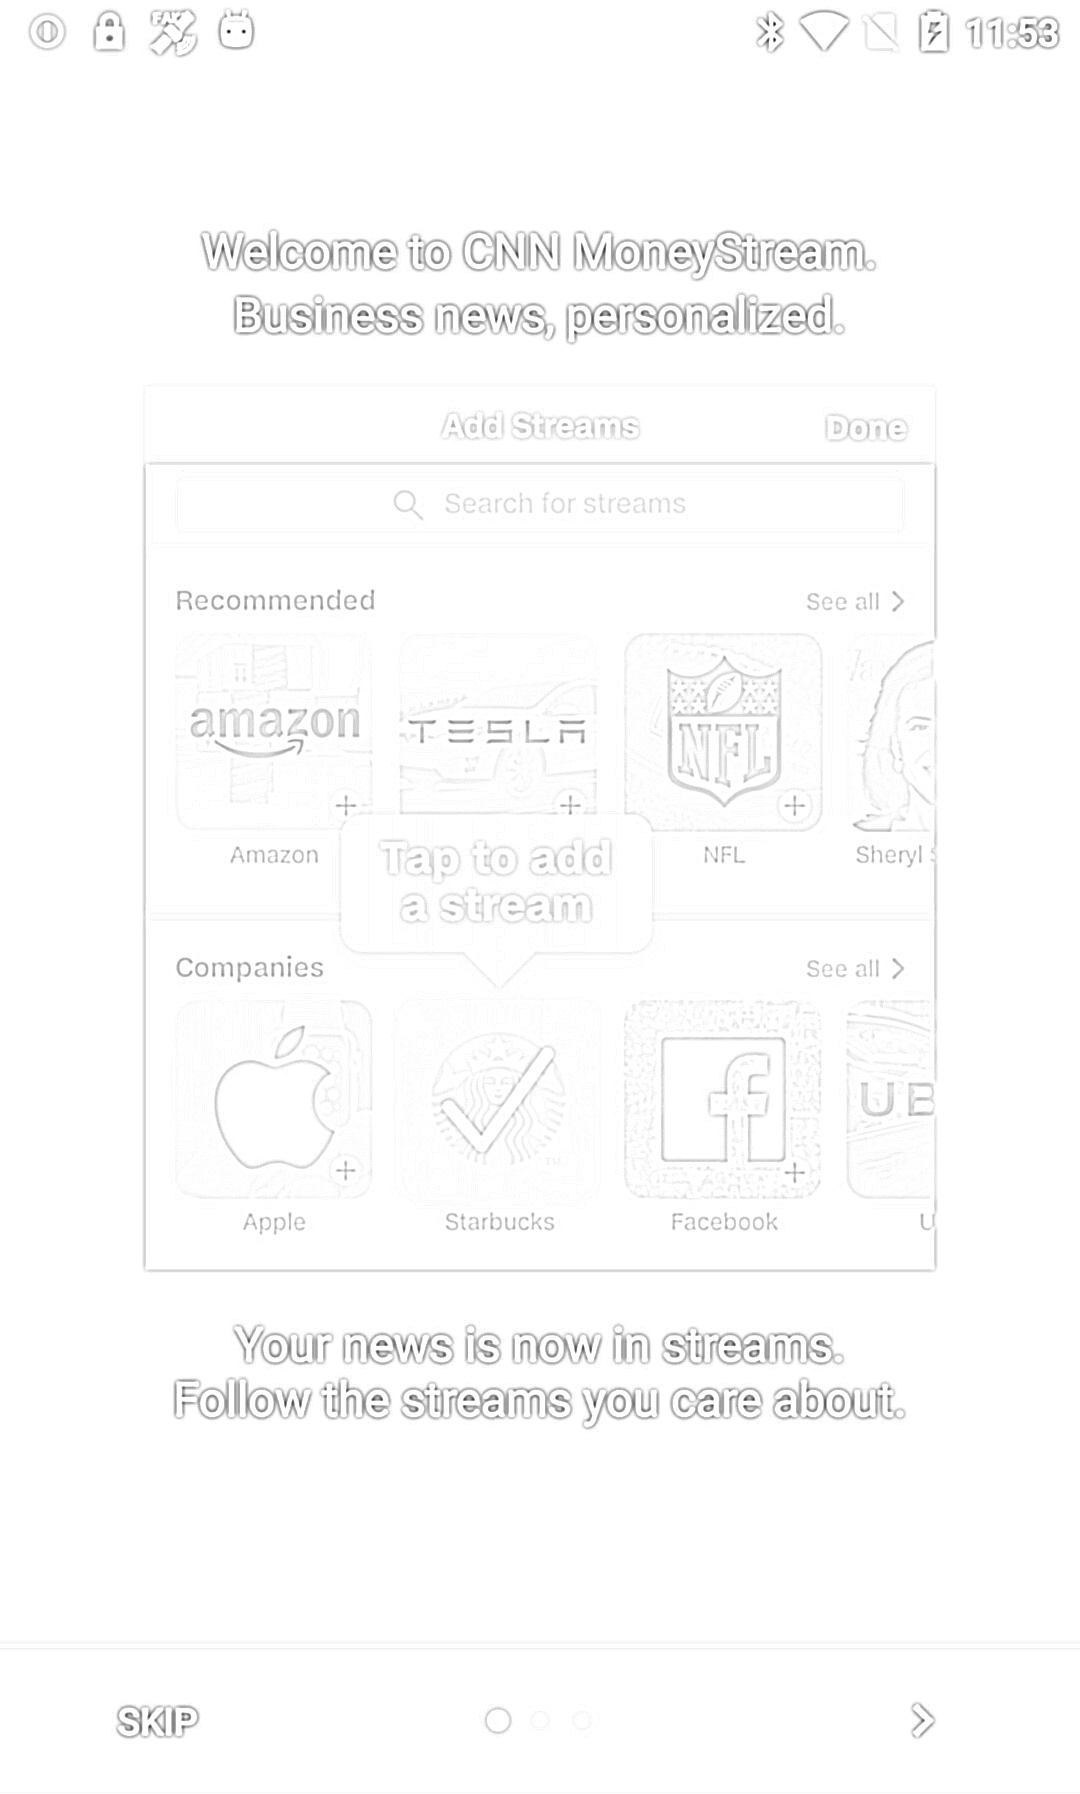 FAKE
11:53
Welcome to CNN MoneyStream.
Business news, personalized.
Add Streams
Done
Search for streams
Recommended
See all
amazon
TESLA
NFL
Amazon
NFL
Sheryl
Tap to add
a stream
Companies
See all
UB
Apple
Starbucks
Facebook
U
Your news is now in streams.
Follow the streams you care about.
SKIP